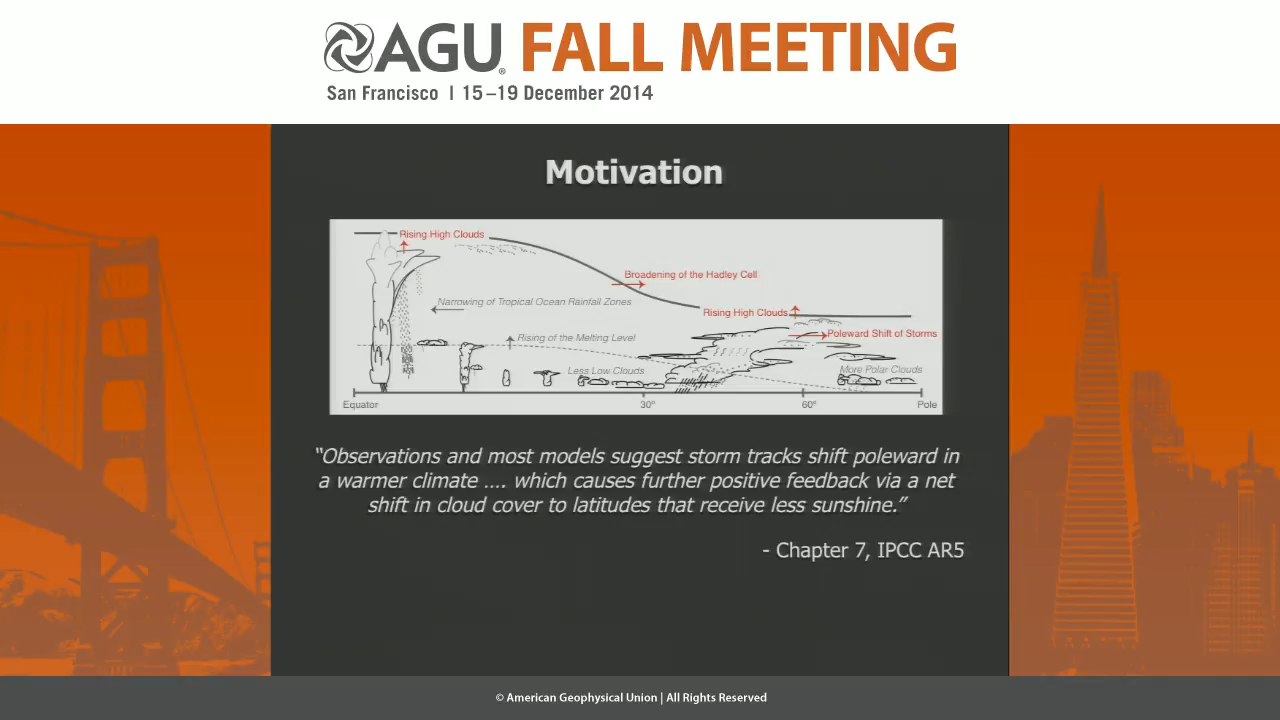 AGU® FALL MEETING
San Francisco | 15–19 December 2014
Motivation
Rising High Clouds
Broadening of the Hadley Cell
Narrowing of Tropical Ocean Rainfall Zones
Rising High Clouds
Poleward Shift of Storms
Rising of the Melting Level
Less Low Clouds
More Polar Clouds
Equator 30° 60° Pole
“Observations and most models suggest storm tracks shift poleward in
a warmer climate …. which causes further positive feedback via a net
shift in cloud cover to latitudes that receive less sunshine.”
- Chapter 7, IPCC AR5
© American Geophysical Union | All Rights Reserved